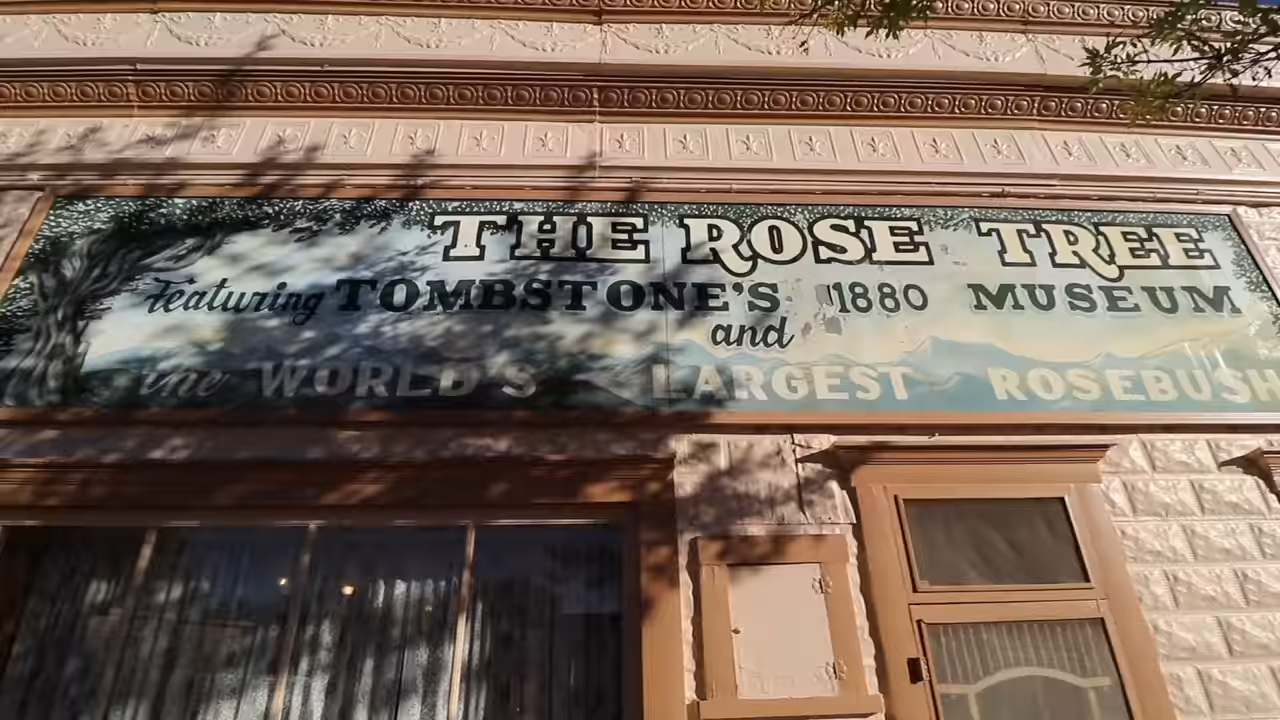 THE ROSE TREE
Featuring TOMBSTONE'S 1880 MUSEUM
and
the WORLD'S LARGEST ROSEBUSH